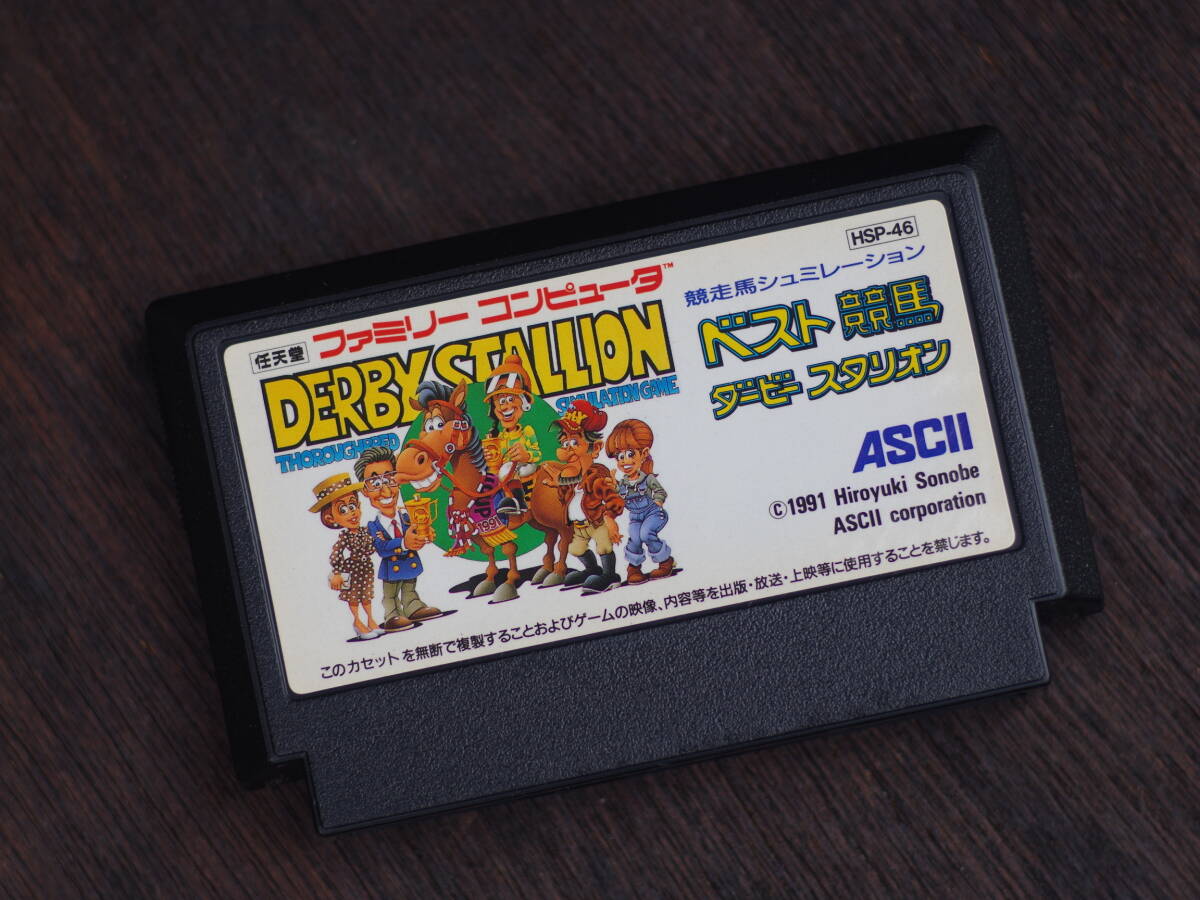 任天堂
ファミリー コンピュータ™
DERBY STALLION
THOROUGHBRED SIMULATION GAME
1991
HSP-46
競走馬シュミレーション
ベスト競馬
ダービー スタリオン
ASCII
©1991 Hiroyuki Sonobe
ASCII corporation
このカセットを無断で複製することおよびゲームの映像、内容等を出版・放送・上映等に使用することを禁じます。